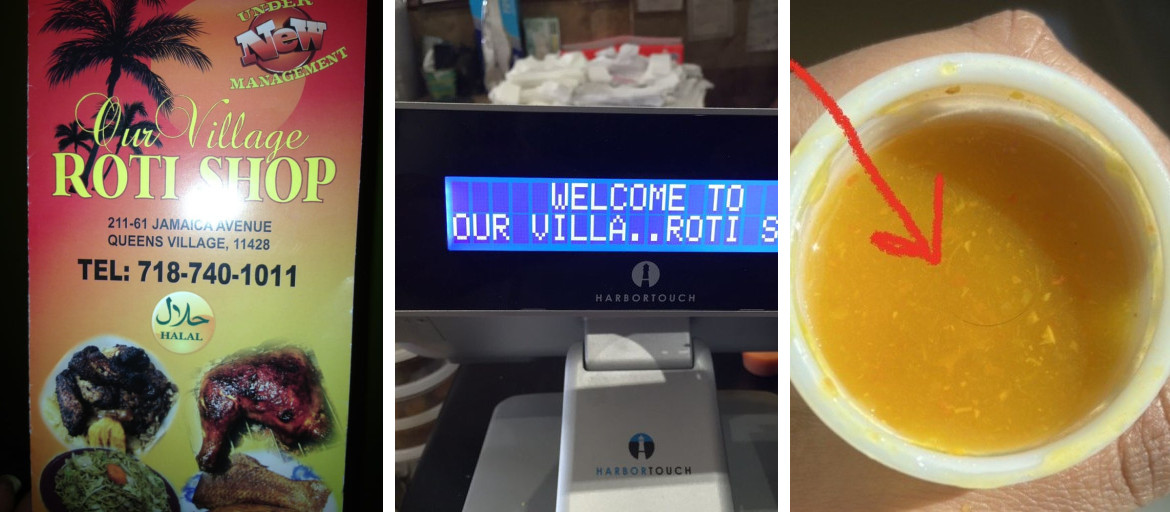 UNDER
NEW
MANAGEMENT
Our Village
ROTI SHOP
211-61 JAMAICA AVENUE
QUEENS VILLAGE, 11428
TEL: 718-740-1011
حلال
HALAL
WELCOME TO
OUR VILLA..ROTI S
HARBORTOUCH
HARBORTOUCH